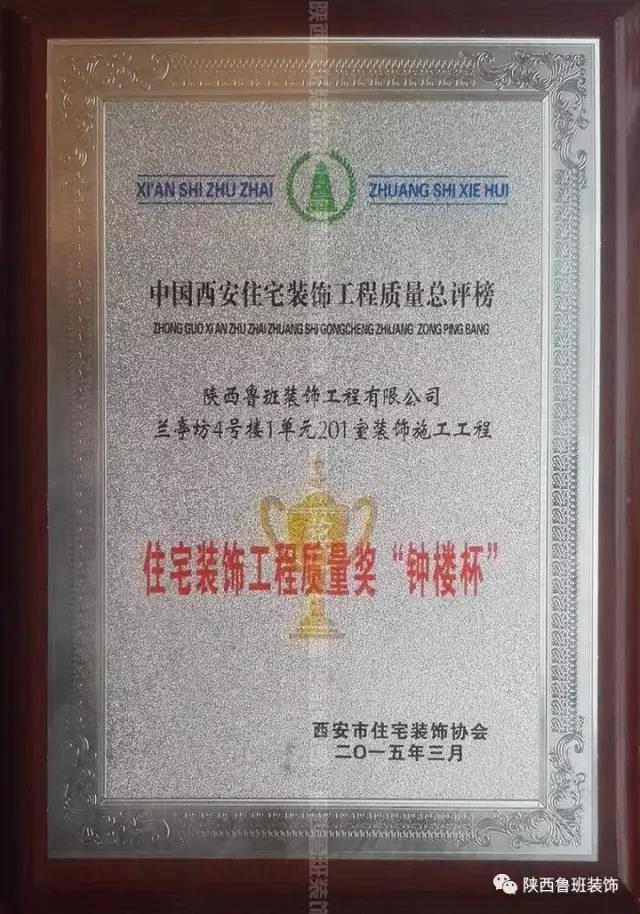 XI'AN SHI ZHU ZHAI ZHUANG SHI XIE HUI
中国西安住宅装饰工程质量总评榜
ZHONG GUO XI AN ZHU ZHAI ZHUANG SHI GONGCHENG ZHILIANG ZONG PING BANG
陕西鲁班装饰工程有限公司
兰亭坊4号楼1单元201室装饰施工工程
住宅装饰工程质量奖“钟楼杯”
西安市住宅装饰协会
二〇一五年三月
陕西鲁班装饰